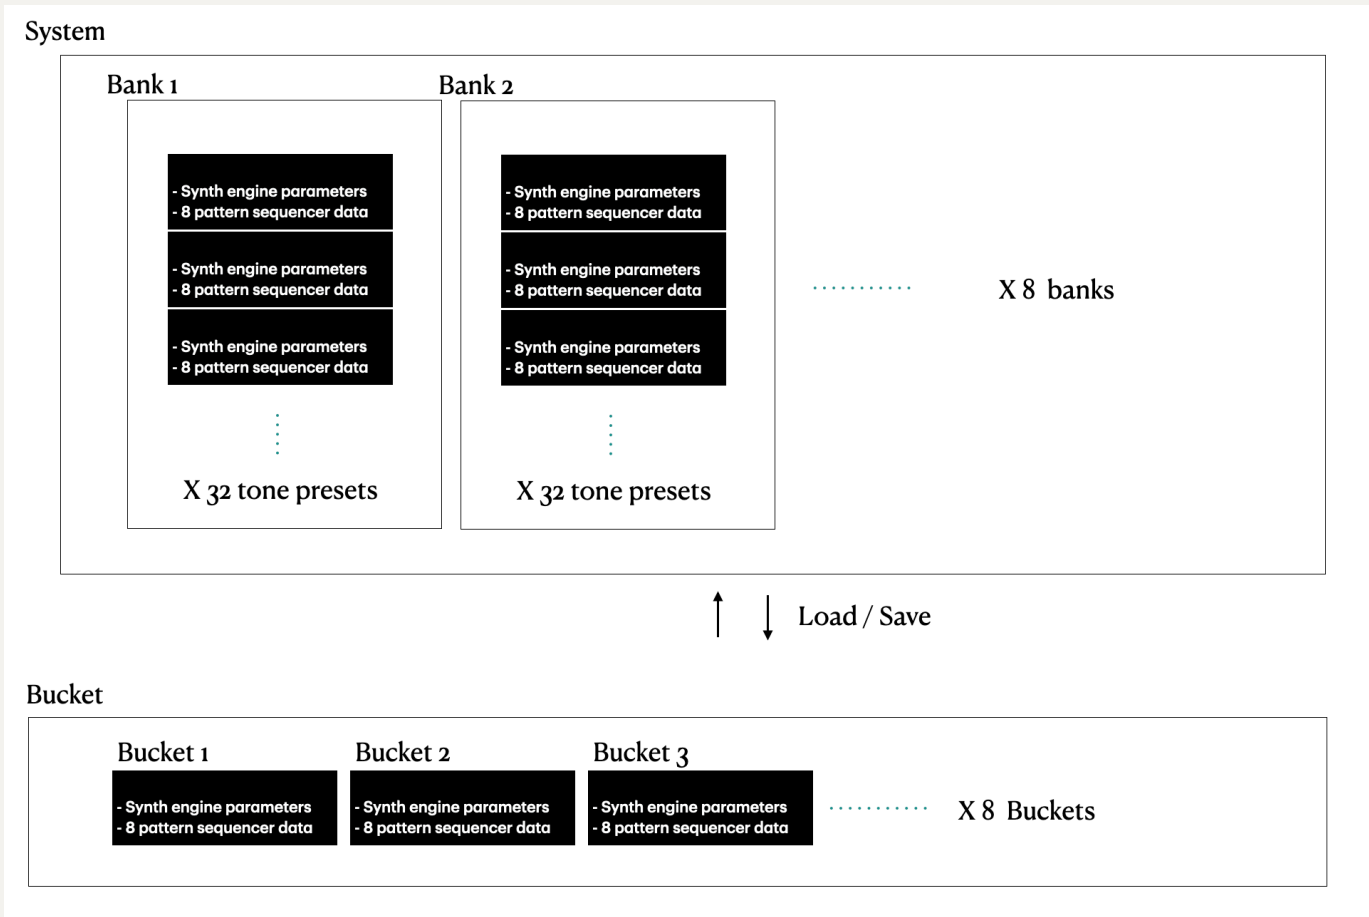 System
Bank 1
Bank 2
- Synth engine parameters
- 8 pattern sequencer data
- Synth engine parameters
- 8 pattern sequencer data
- Synth engine parameters
- 8 pattern sequencer data
X 32 tone presets
- Synth engine parameters
- 8 pattern sequencer data
- Synth engine parameters
- 8 pattern sequencer data
- Synth engine parameters
- 8 pattern sequencer data
X 32 tone presets
X 8 banks
Load / Save
Bucket
Bucket 1
- Synth engine parameters
- 8 pattern sequencer data
Bucket 2
- Synth engine parameters
- 8 pattern sequencer data
Bucket 3
- Synth engine parameters
- 8 pattern sequencer data
X 8 Buckets